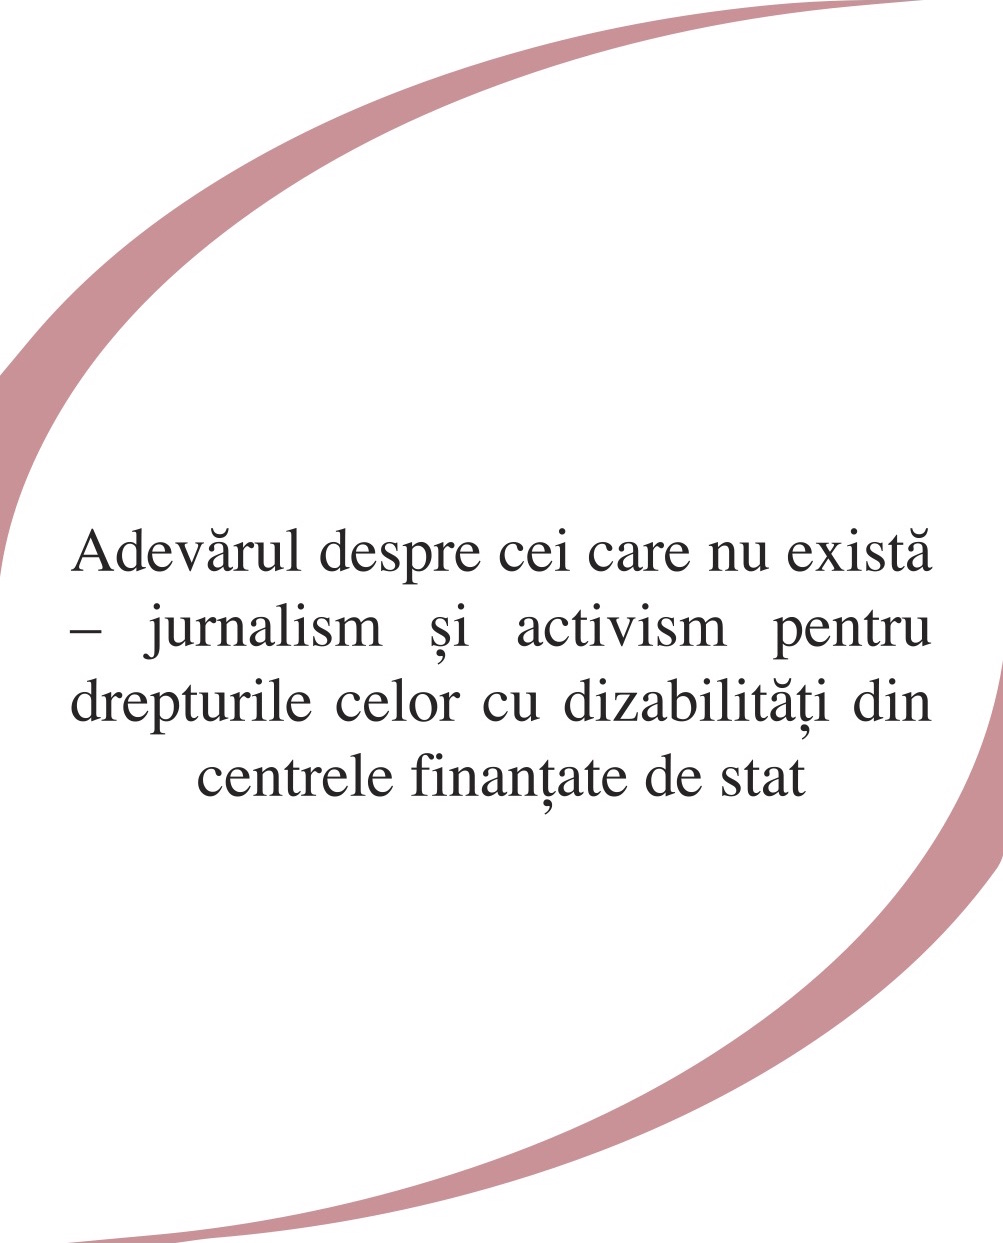 Adevărul despre cei care nu există
– jurnalism și activism pentru
drepturile celor cu dizabilități din
centrele finanțate de stat